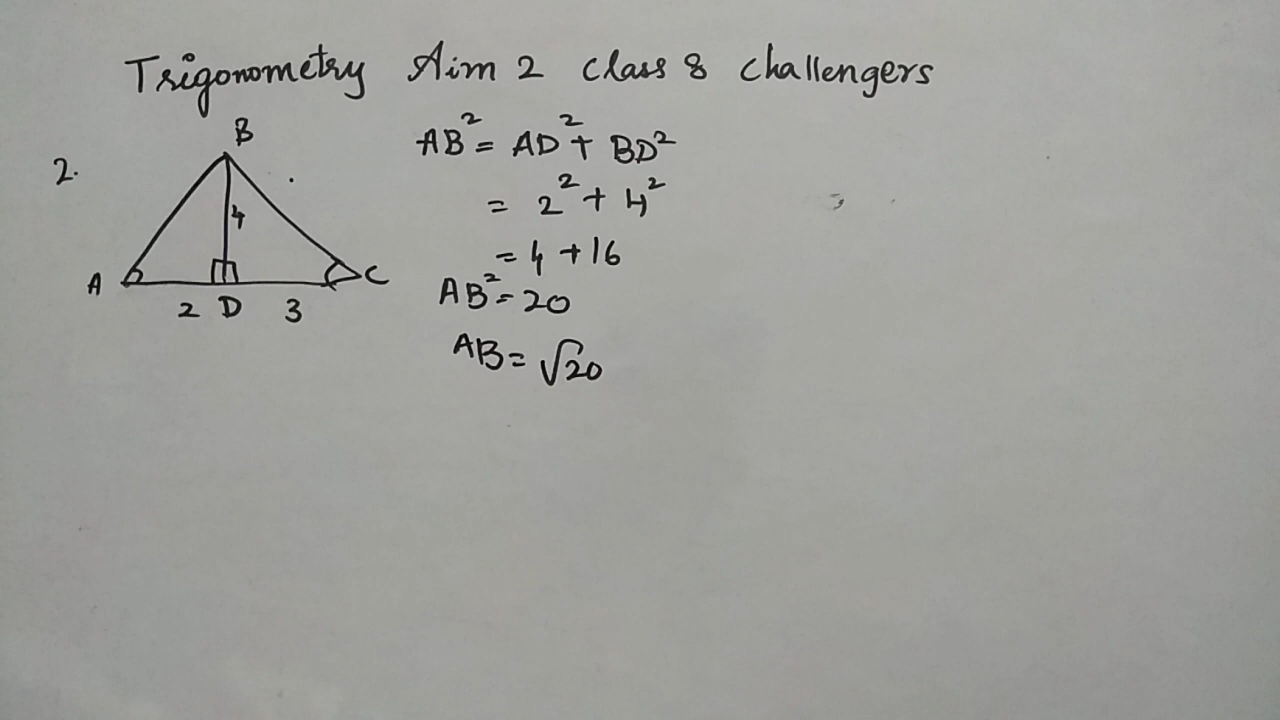 Trigonometry Aim 2 class 8 challengers
2.
B
4
A
C
2 D 3
AB² = AD² + BD²
= 2² + 4²
= 4 + 16
AB² = 20
AB = √20